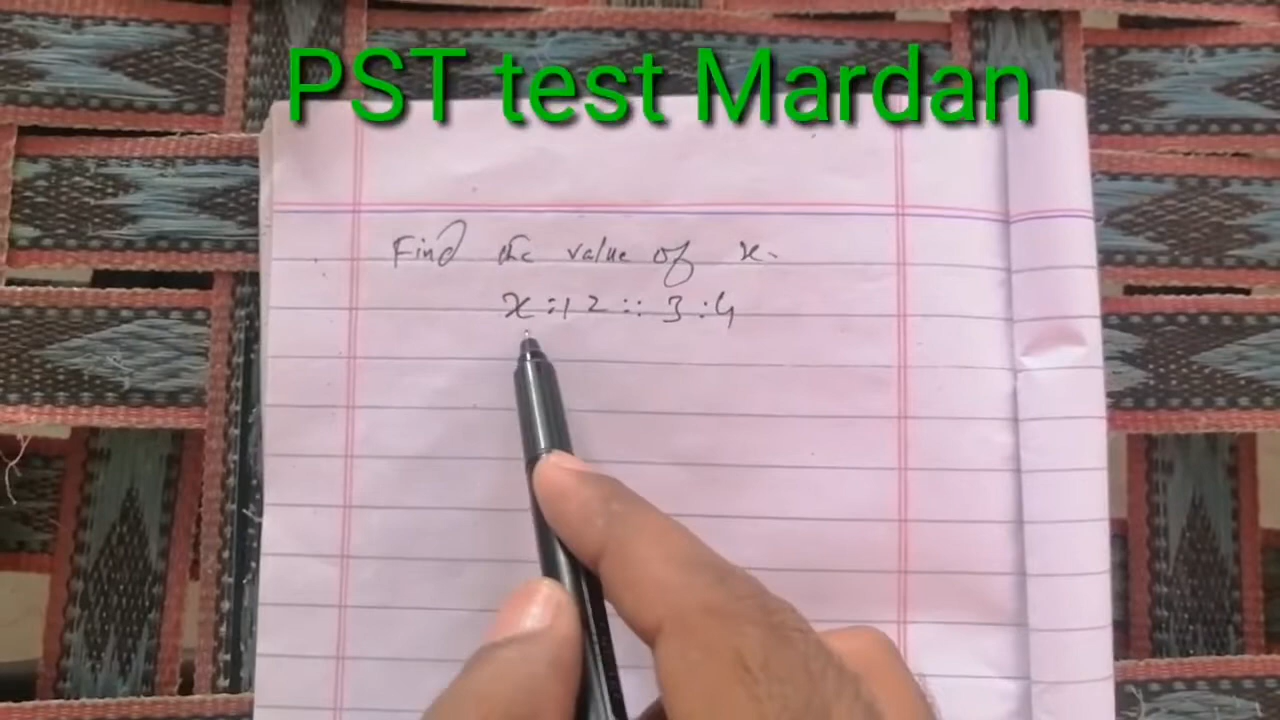 PST test Mardan
Find the value of x.
x : 12 :: 3 : 4